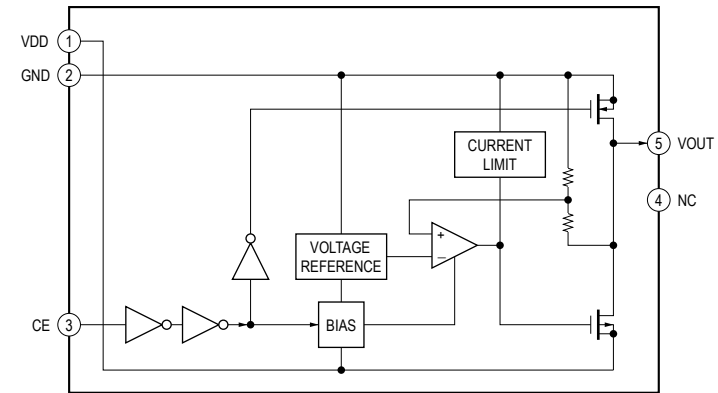 VDD 1
GND 2
CURRENT
LIMIT
5 VOUT
4 NC
+
−
VOLTAGE
REFERENCE
CE 3
BIAS